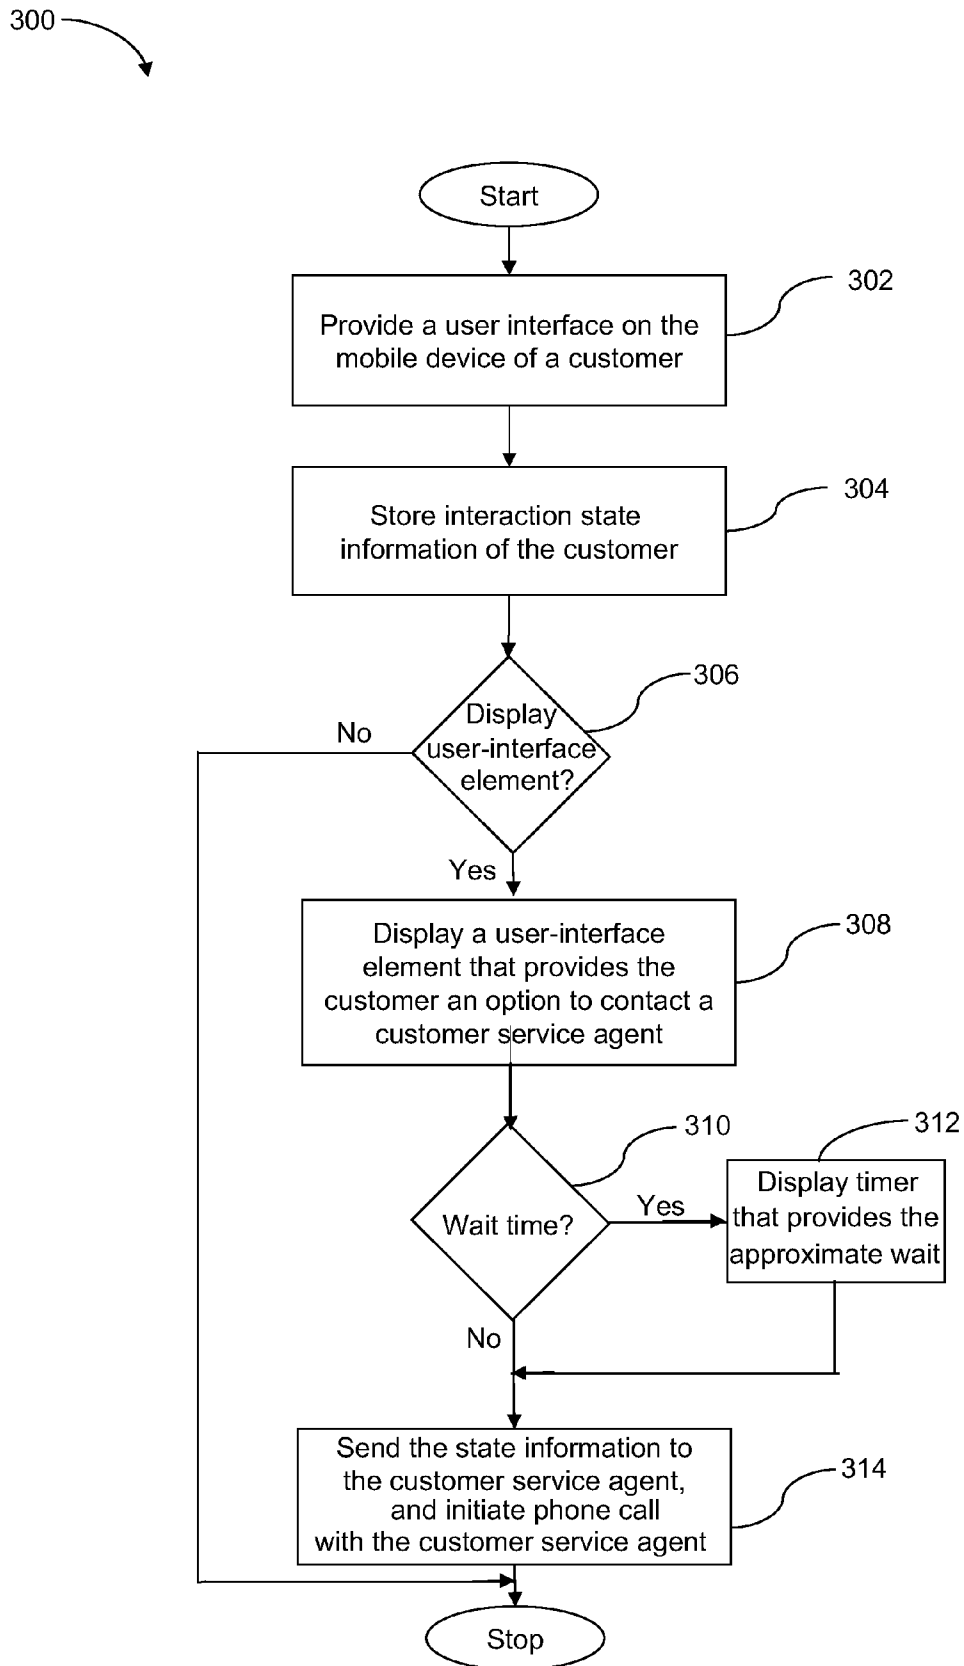 300
Start
302
Provide a user interface on the
mobile device of a customer
304
Store interaction state
information of the customer
306
Display
user-interface
element?
No
Yes
308
Display a user-interface
element that provides the
customer an option to contact a
customer service agent
310
Wait time?
Yes
312
Display timer
that provides the
approximate wait
No
Send the state information to
the customer service agent,
and initiate phone call
with the customer service agent
314
Stop